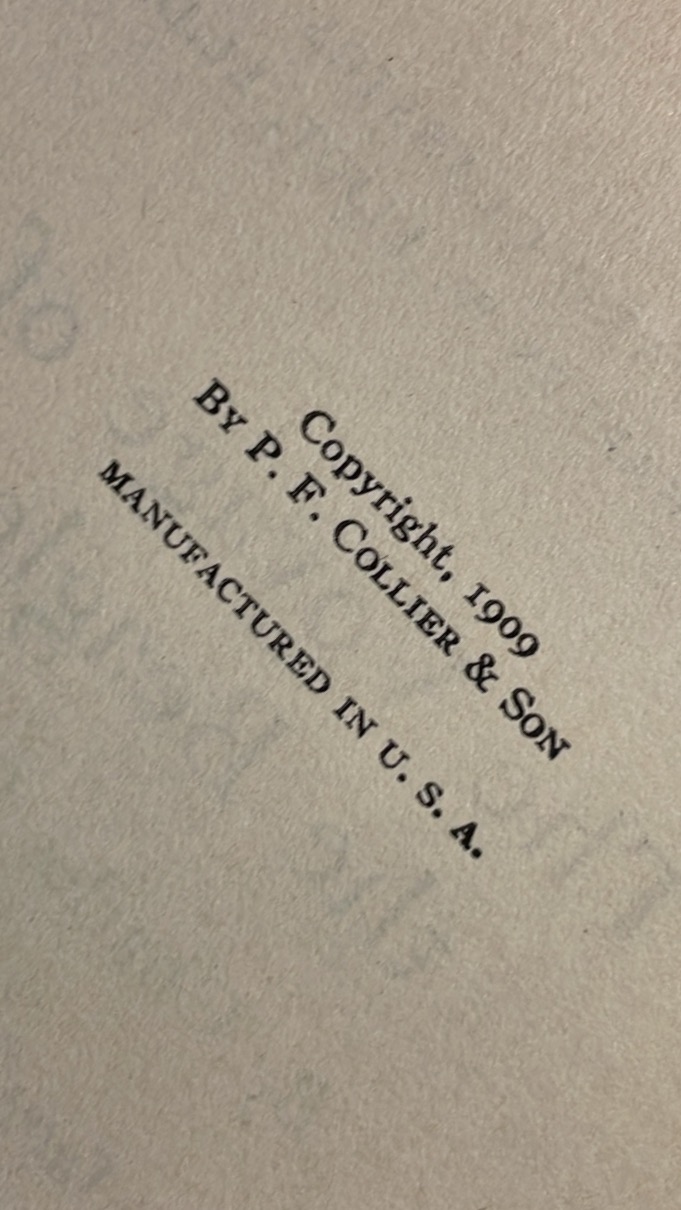 Copyright, 1909
By P. F. Collier & Son
MANUFACTURED IN U. S. A.